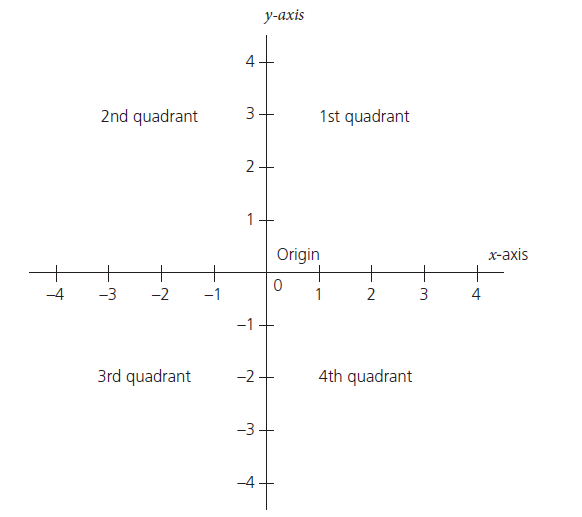 y-axis
4
2nd quadrant 3 1st quadrant
2
1
Origin x-axis
–4 –3 –2 –1 0 1 2 3 4
–1
3rd quadrant –2 4th quadrant
–3
–4